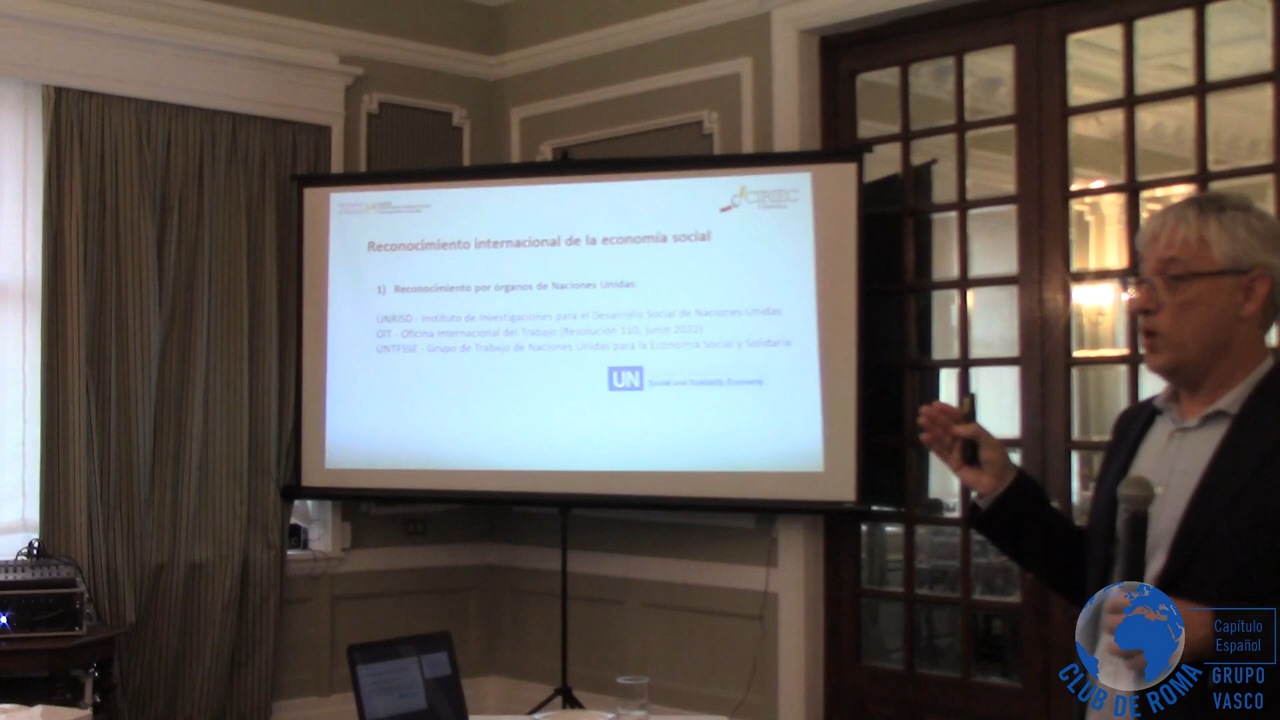 CIRIEC
Reconocimiento internacional de la economía social
1) Reconocimiento por órganos de Naciones Unidas:
UNRISD - Instituto de Investigaciones para el Desarrollo Social de Naciones Unidas
OIT - Oficina Internacional del Trabajo (Resolución 110, junio 2022)
UNTFSSE - Grupo de Trabajo de Naciones Unidas para la Economía Social y Solidaria
UN Social and Solidarity Economy
Capítulo
Español
GRUPO
VASCO
CLUB DE ROMA